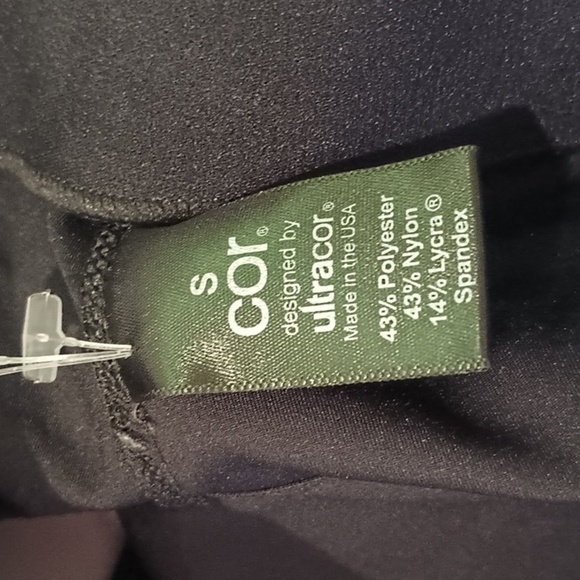 S
cor®
designed by
ultracor®
Made in the USA
43% Polyester
43% Nylon
14% Lycra®
Spandex